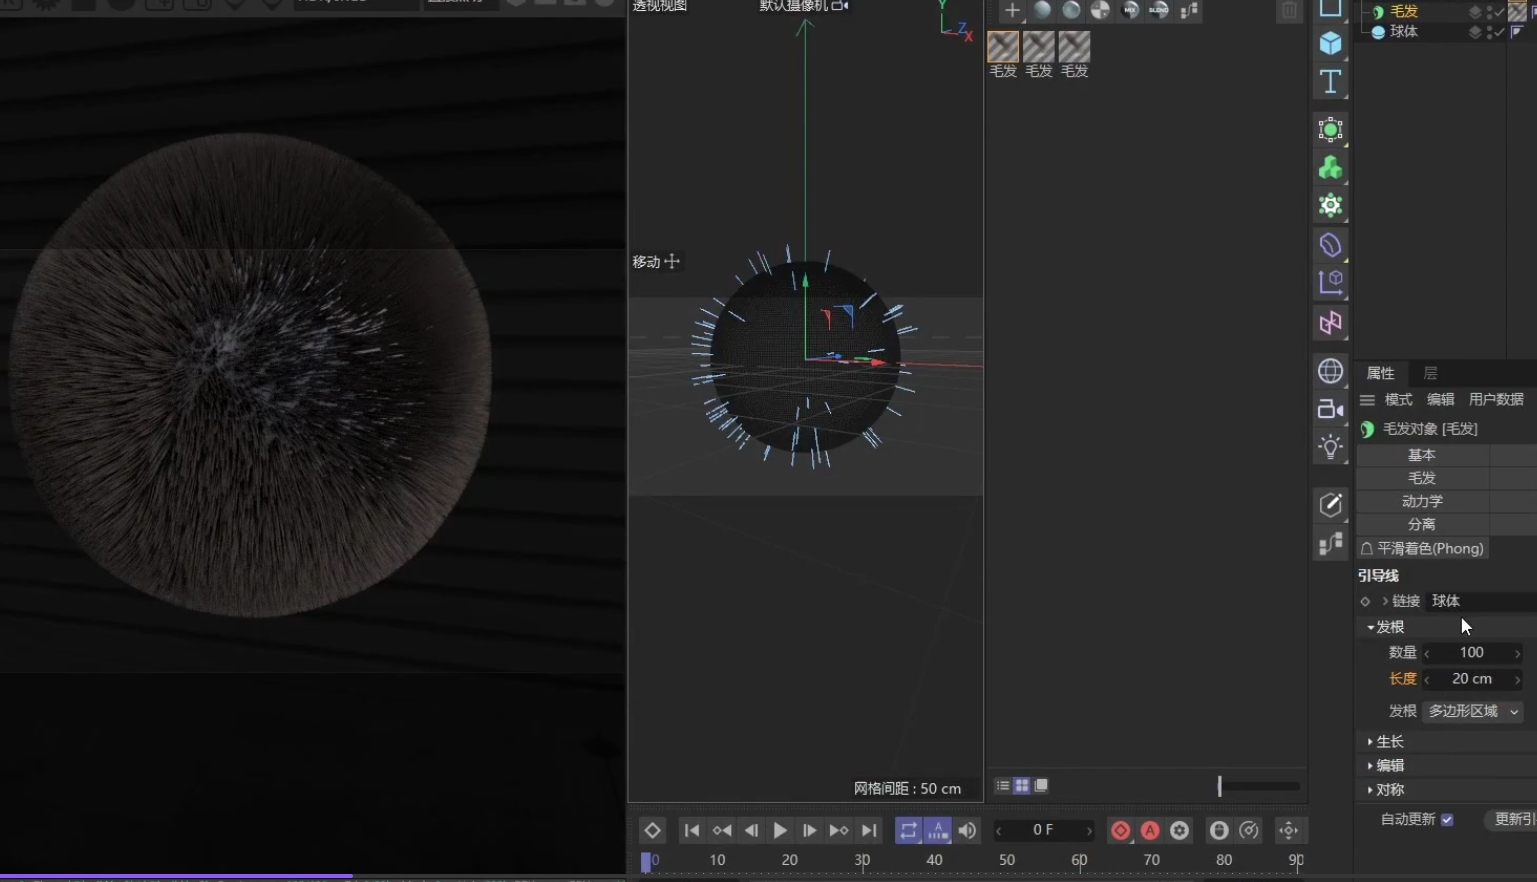 透视视图
默认摄像机
Y
Z
X
MIX
BLEND
毛发 毛发 毛发
T
毛发
球体
移动
属性 层
模式 编辑 用户数据
毛发对象 [毛发]
基本
毛发
动力学
分离
平滑着色(Phong)
引导线
链接 球体
发根
数量 100
长度 20 cm
发根 多边形区域
生长
编辑
对称
自动更新 更新引
网格间距 : 50 cm
A
0 F
A
0 10 20 30 40 50 60 70 80 90